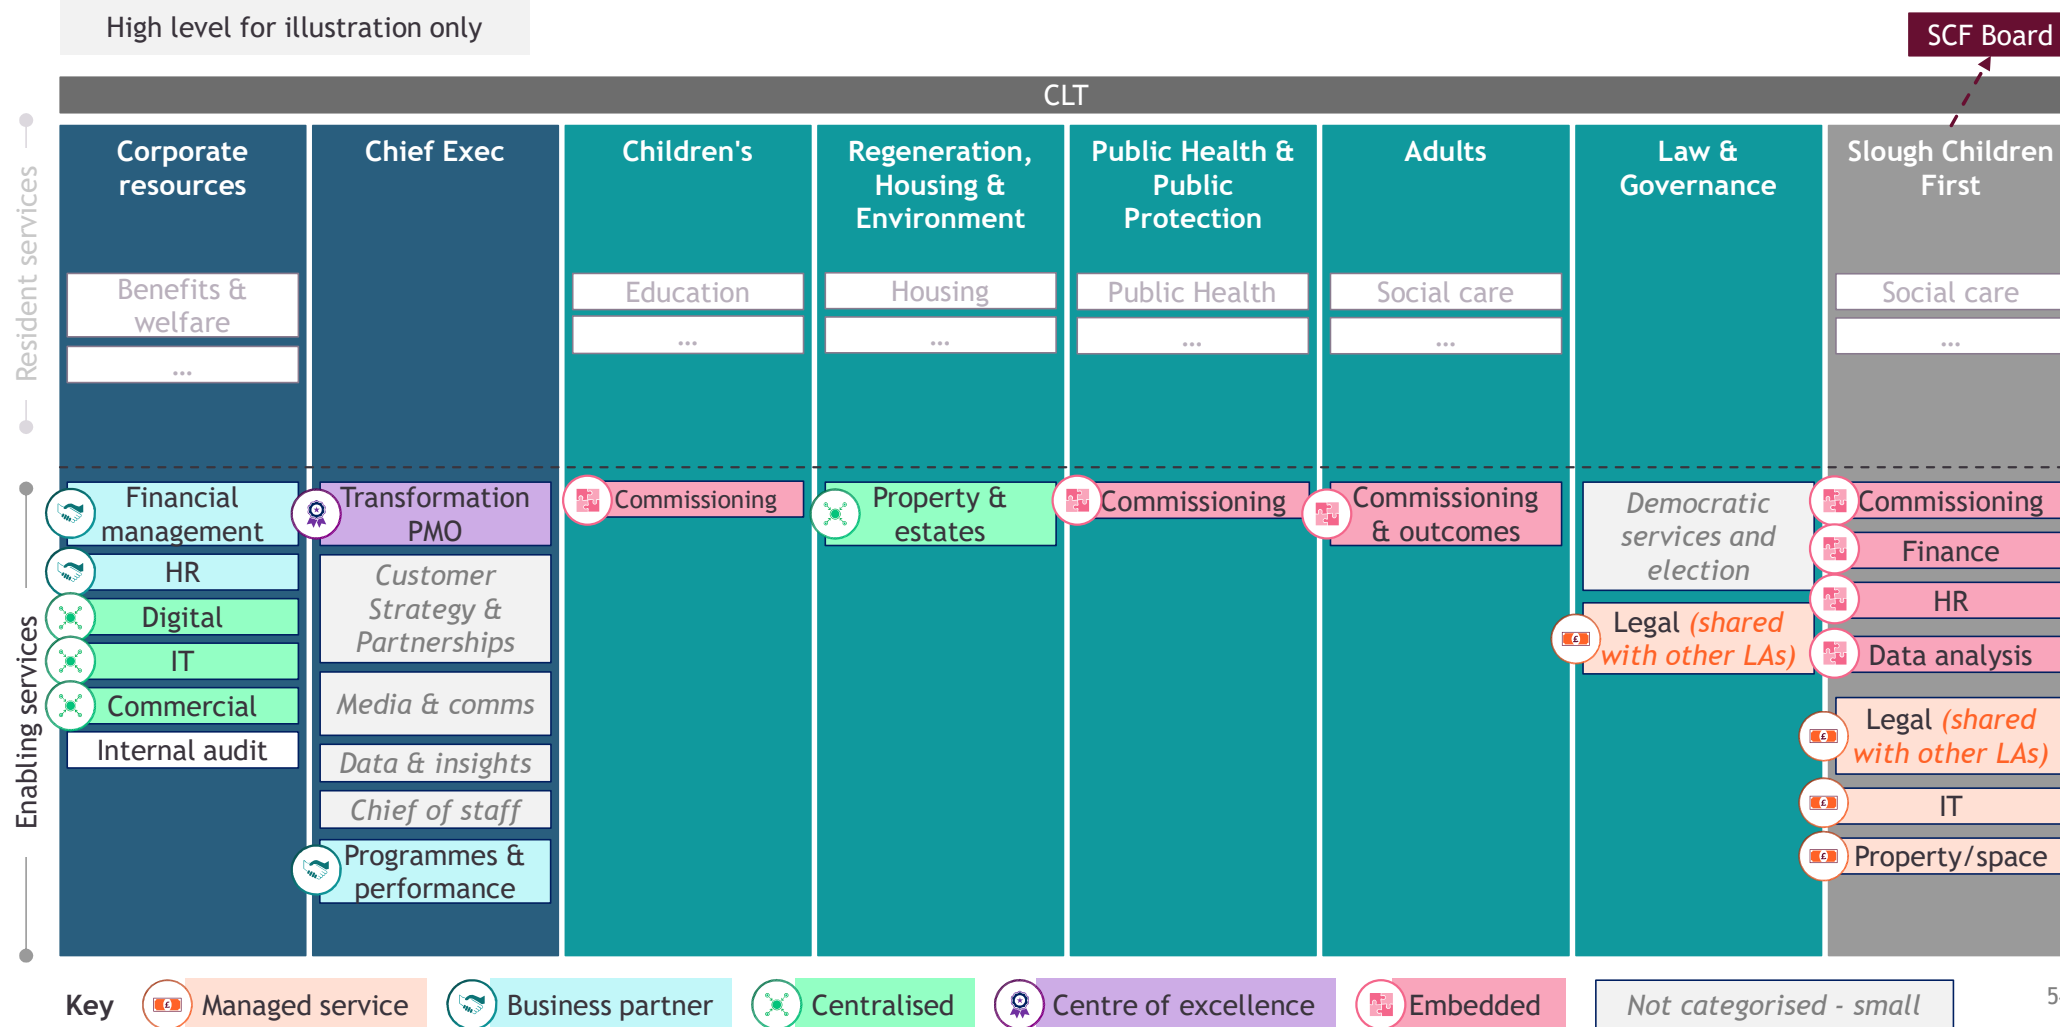 High level for illustration only
SCF Board
CLT
Resident services
Enabling services
Corporate
resources
Benefits &
welfare
...
Financial
management
HR
Digital
IT
Commercial
Internal audit
Chief Exec
Transformation
PMO
Customer
Strategy &
Partnerships
Media & comms
Data & insights
Chief of staff
Programmes &
performance
Children's
Education
...
Commissioning
Regeneration,
Housing &
Environment
Housing
...
Property &
estates
Public Health &
Public
Protection
Public Health
...
Commissioning
Adults
Social care
...
Commissioning
& outcomes
Law &
Governance
Democratic
services and
election
Legal (shared
with other LAs)
Slough Children
First
Social care
...
Commissioning
Finance
HR
Data analysis
Legal (shared
with other LAs)
IT
Property/space
Key
Managed service
Business partner
Centralised
Centre of excellence
Embedded
Not categorised - small